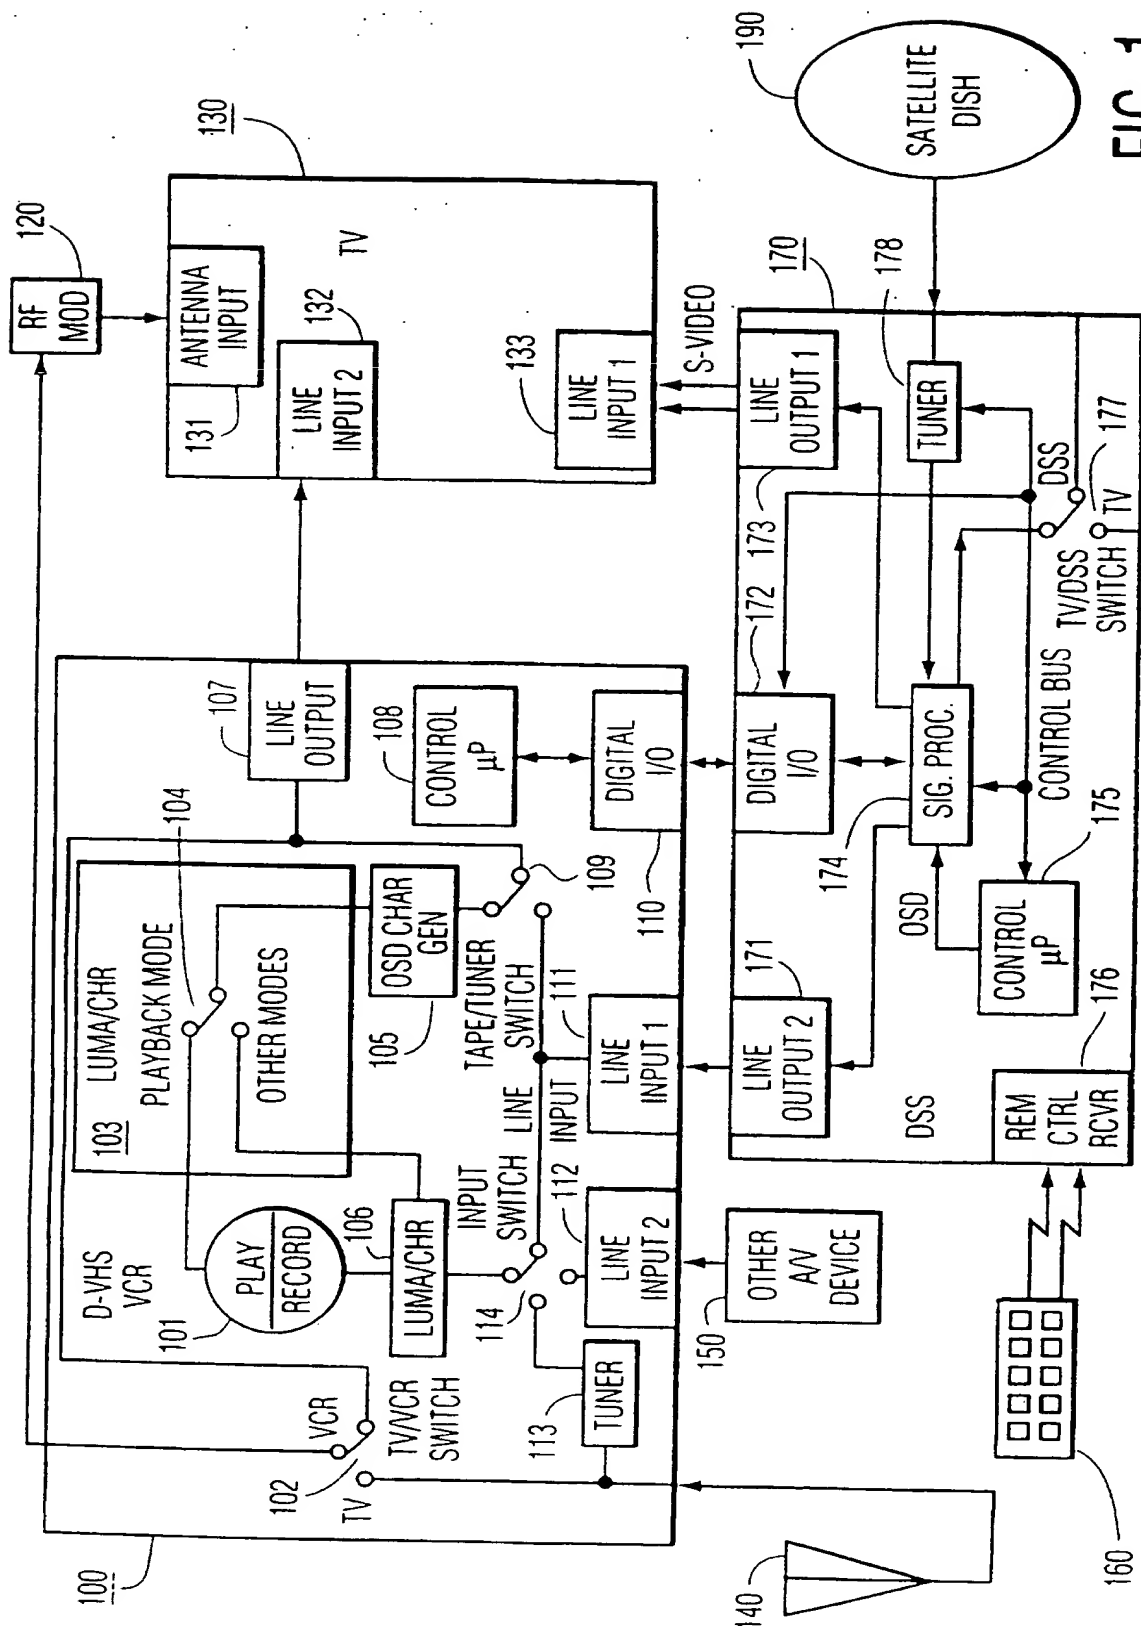 100
D-VHS
VCR
101
PLAY
RECORD
102
VCR
TV
TV/VCR
SWITCH
103
LUMA/CHR
PLAYBACK MODE
OTHER MODES
104
OSD CHAR
GEN
105
106
LUMA/CHR
107
LINE
OUTPUT
108
CONTROL
µP
TAPE/TUNER
SWITCH
109
DIGITAL
I/O
110
INPUT
SWITCH
LINE
INPUT
111
LINE
INPUT 1
112
LINE
INPUT 2
113
TUNER
114
RF
MOD
120
130
TV
ANTENNA
INPUT
131
LINE
INPUT 2
132
133
LINE
INPUT 1
S-VIDEO
140
150
OTHER
A/V
DEVICE
160
170
DSS
171
LINE
OUTPUT 2
172
DIGITAL
I/O
173
LINE
OUTPUT 1
174
SIG. PROC.
OSD
CONTROL
µP
175
CONTROL BUS
REM
CTRL
RCVR
176
TV/DSS
SWITCH
DSS
TV
177
TUNER
178
190
SATELLITE
DISH
FIG. 1